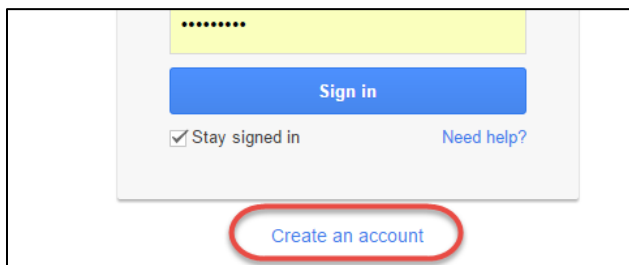 •••••••••
Sign in
Stay signed in Need help?
Create an account